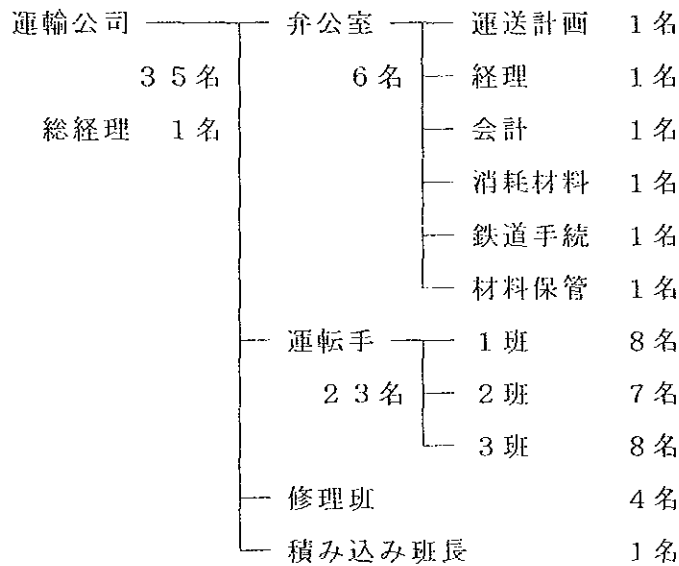 運輸公司 弁公室 運送計画 1名
35名 6名 経理 1名
総経理 1名 会計 1名
消耗材料 1名
鉄道手続 1名
材料保管 1名
運転手 1班 8名
23名 2班 7名
3班 8名
修理班 4名
積み込み班長 1名